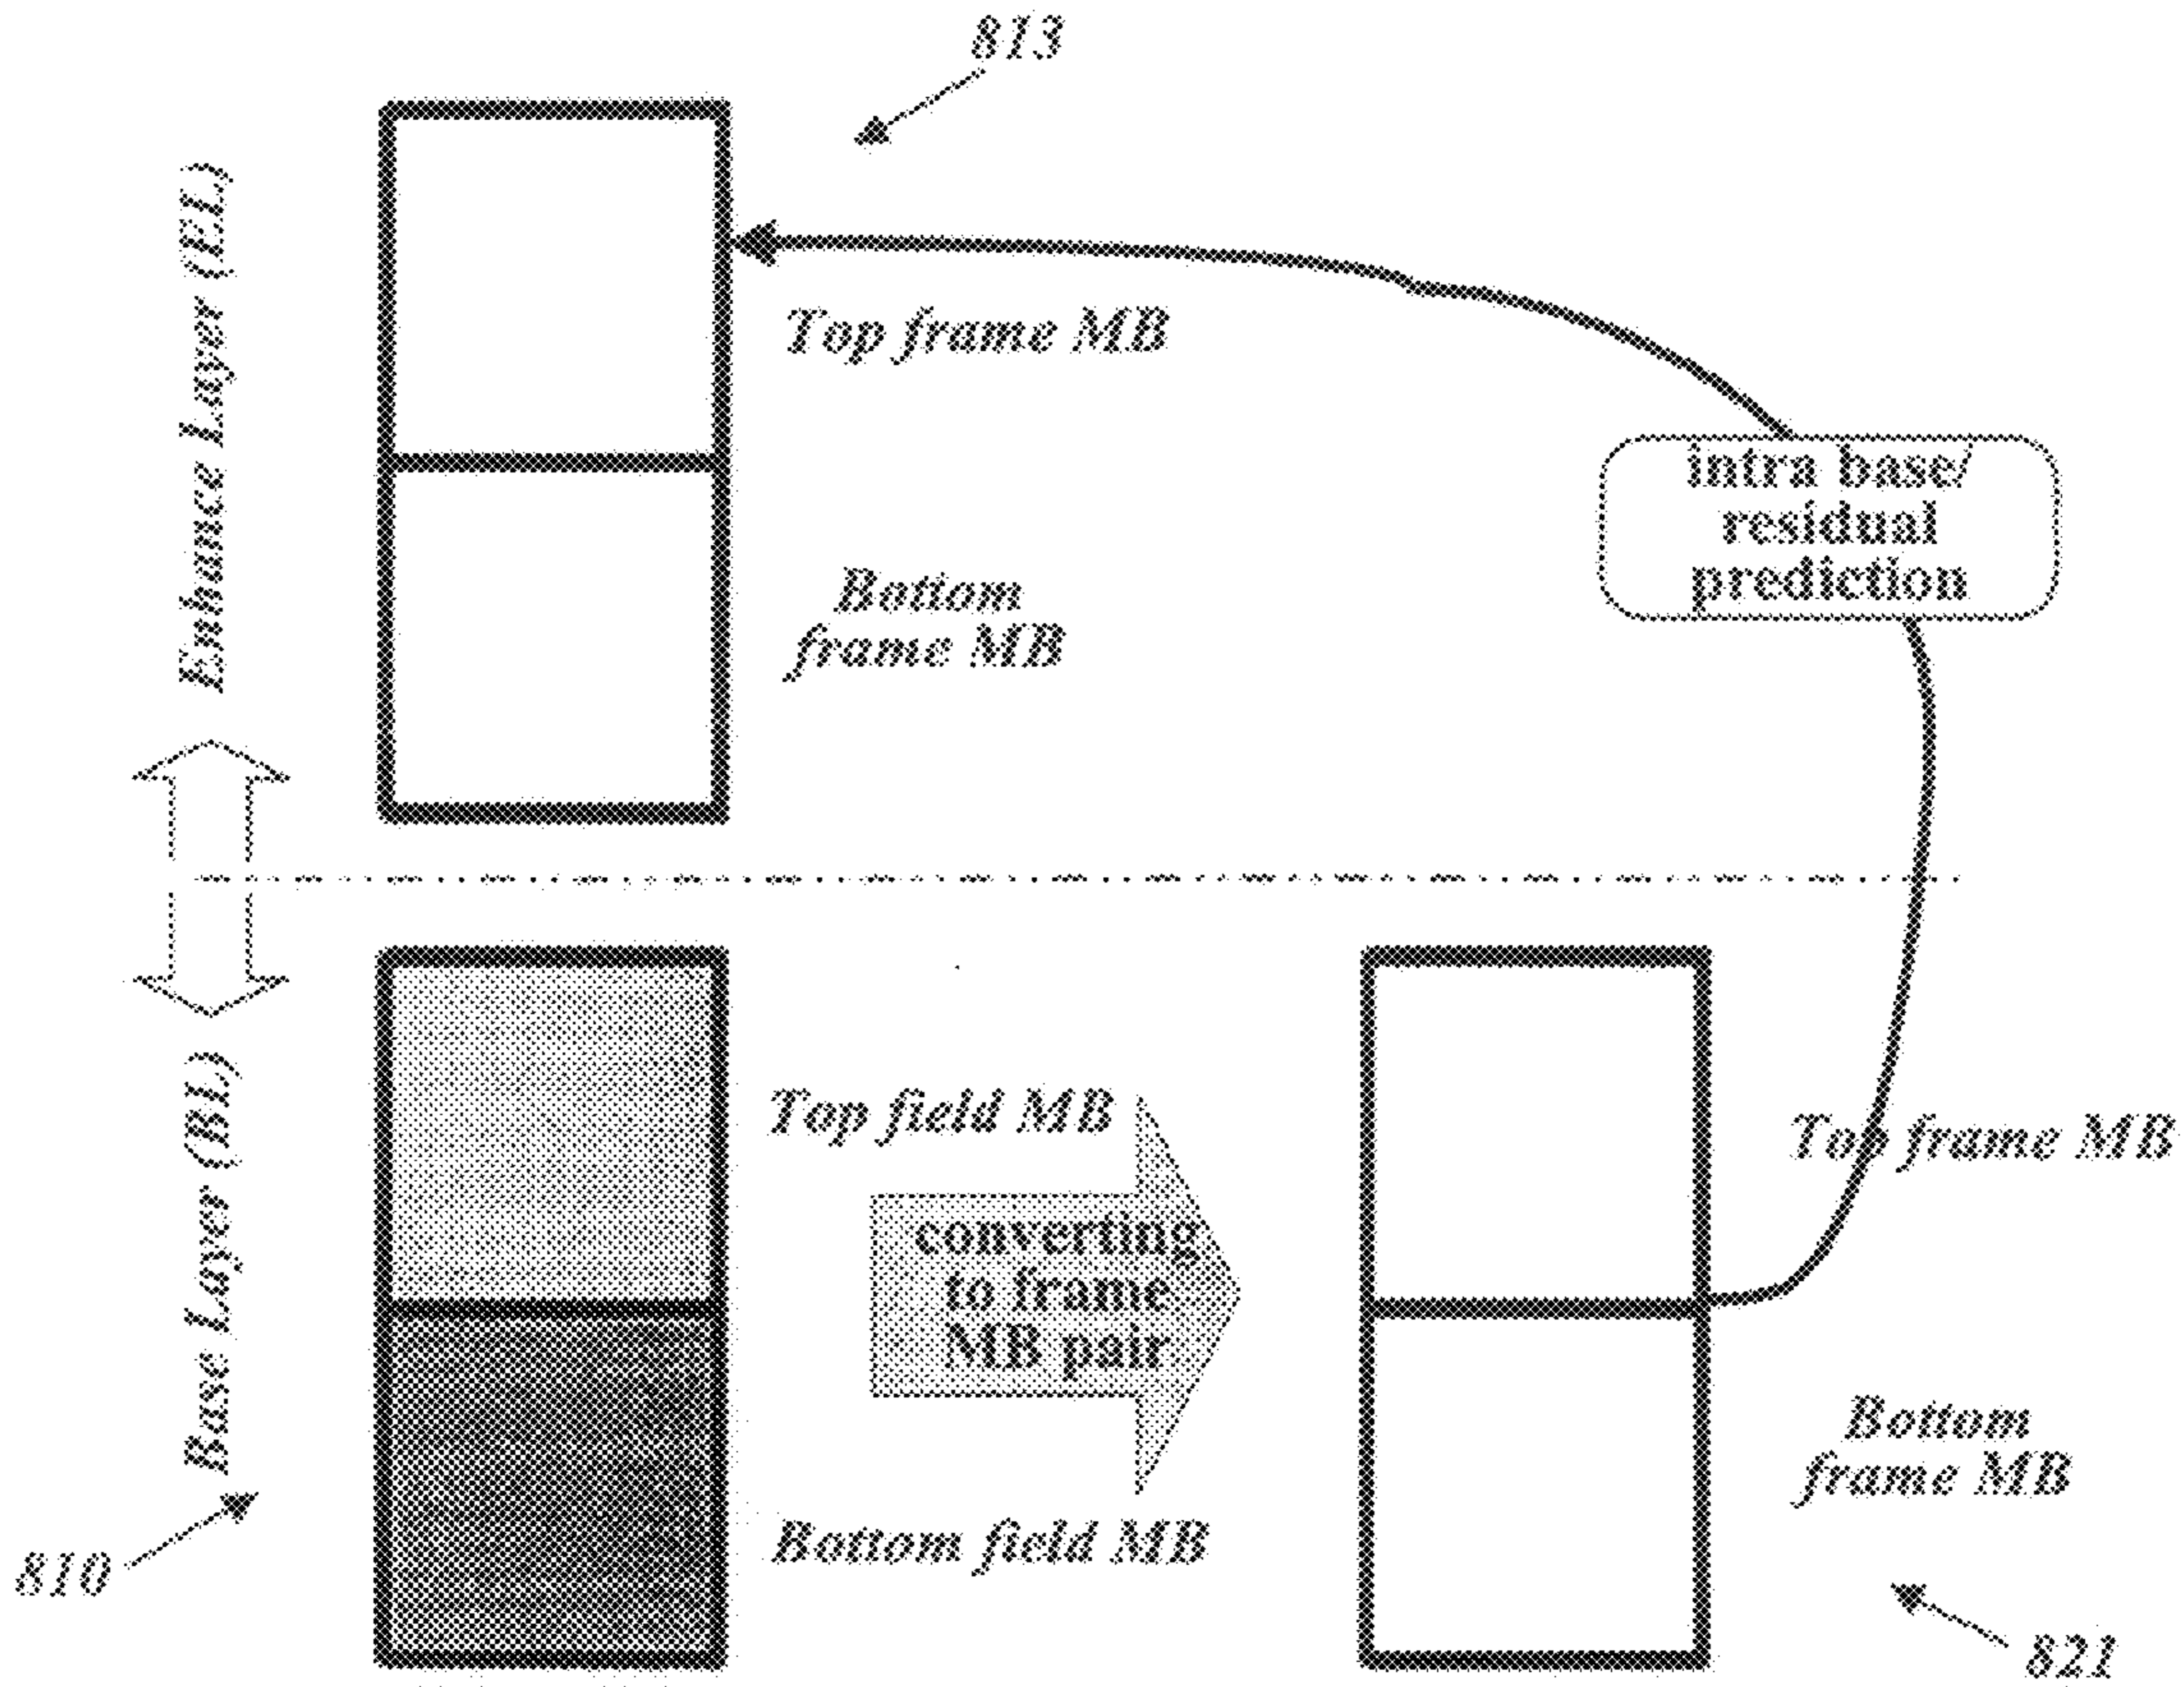 813
Enhance Layer (EL)
Top frame MB
intra base/
residual
prediction
Bottom
frame MB
Base Layer (BL)
Top field MB
Top frame MB
converting
to frame
MB pair
Bottom
frame MB
Bottom field MB
810
821